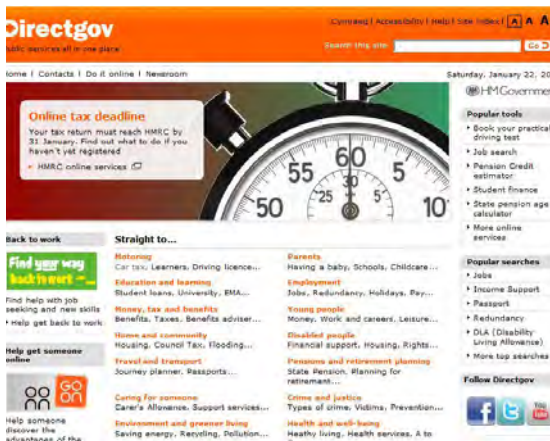 Directgov
Public services all in one place
Cymraeg | Accessibility | Help | Site index | A A A
Search this site
Go
Home | Contacts | Do it online | Newsroom
Saturday, January 22, 20
HM Governme
Online tax deadline
Your tax return must reach HMRC by
31 January. Find out what to do if you
haven't yet registered
HMRC online services
55 60 5
50 10
25 30 5
Popular tools
Book your practical
driving test
Job search
Pension Credit
estimator
Student finance
State pension age
calculator
More online
services
Back to work
Find your way
back to work
Find help with job
seeking and new skills
Help get back to work
Help get someone
online
GO ON
Help someone
discover the
advantages of the
Straight to...
Motoring
Car tax, Learners, Driving licence...
Education and learning
Student loans, University, EMA...
Money, tax and benefits
Benefits, Taxes, Benefits adviser...
Home and community
Housing, Council Tax, Flooding...
Travel and transport
Journey planner, Passports...
Caring for someone
Carer's Allowance, Support services...
Environment and greener living
Saving energy, Recycling, Pollution...
Parents
Having a baby, Schools, Childcare...
Employment
Jobs, Redundancy, Holidays, Pay...
Young people
Money, Work and careers, Leisure...
Disabled people
Financial support, Housing, Rights...
Pensions and retirement planning
State Pension, Planning for
retirement...
Crime and justice
Types of crime, Victims, Prevention...
Health and well-being
Heathy living, Health services, A to
Popular searches
Jobs
Income Support
Passport
Redundancy
DLA (Disability
Living Allowance)
More top searches
Follow Directgov